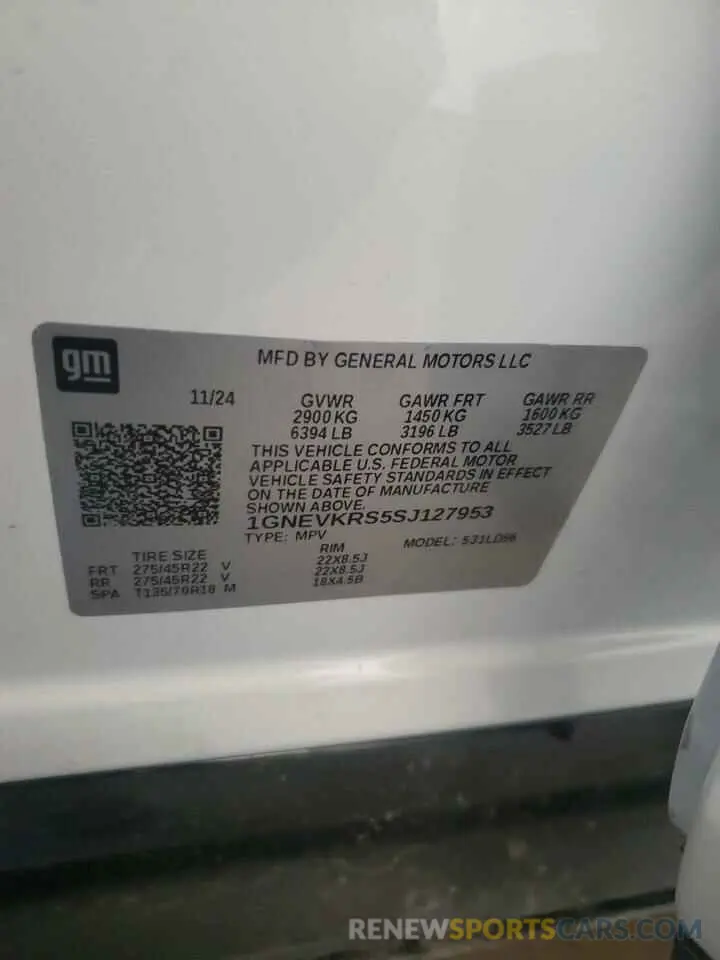 gm
MFD BY GENERAL MOTORS LLC
11/24 GVWR GAWR FRT GAWR RR
2900 KG 1450 KG 1600 KG
6394 LB 3196 LB 3527 LB
THIS VEHICLE CONFORMS TO ALL
APPLICABLE U.S. FEDERAL MOTOR
VEHICLE SAFETY STANDARDS IN EFFECT
ON THE DATE OF MANUFACTURE
SHOWN ABOVE.
1GNEVKRS5SJ127953
TYPE: MPV MODEL:
TIRE SIZE RIM
FRT 275/45R22 V 22X8.5J
RR 275/45R22 V 22X8.5J
SPA T135/70R18 M 18X4.5B
RENEWSPORTSCARS.COM